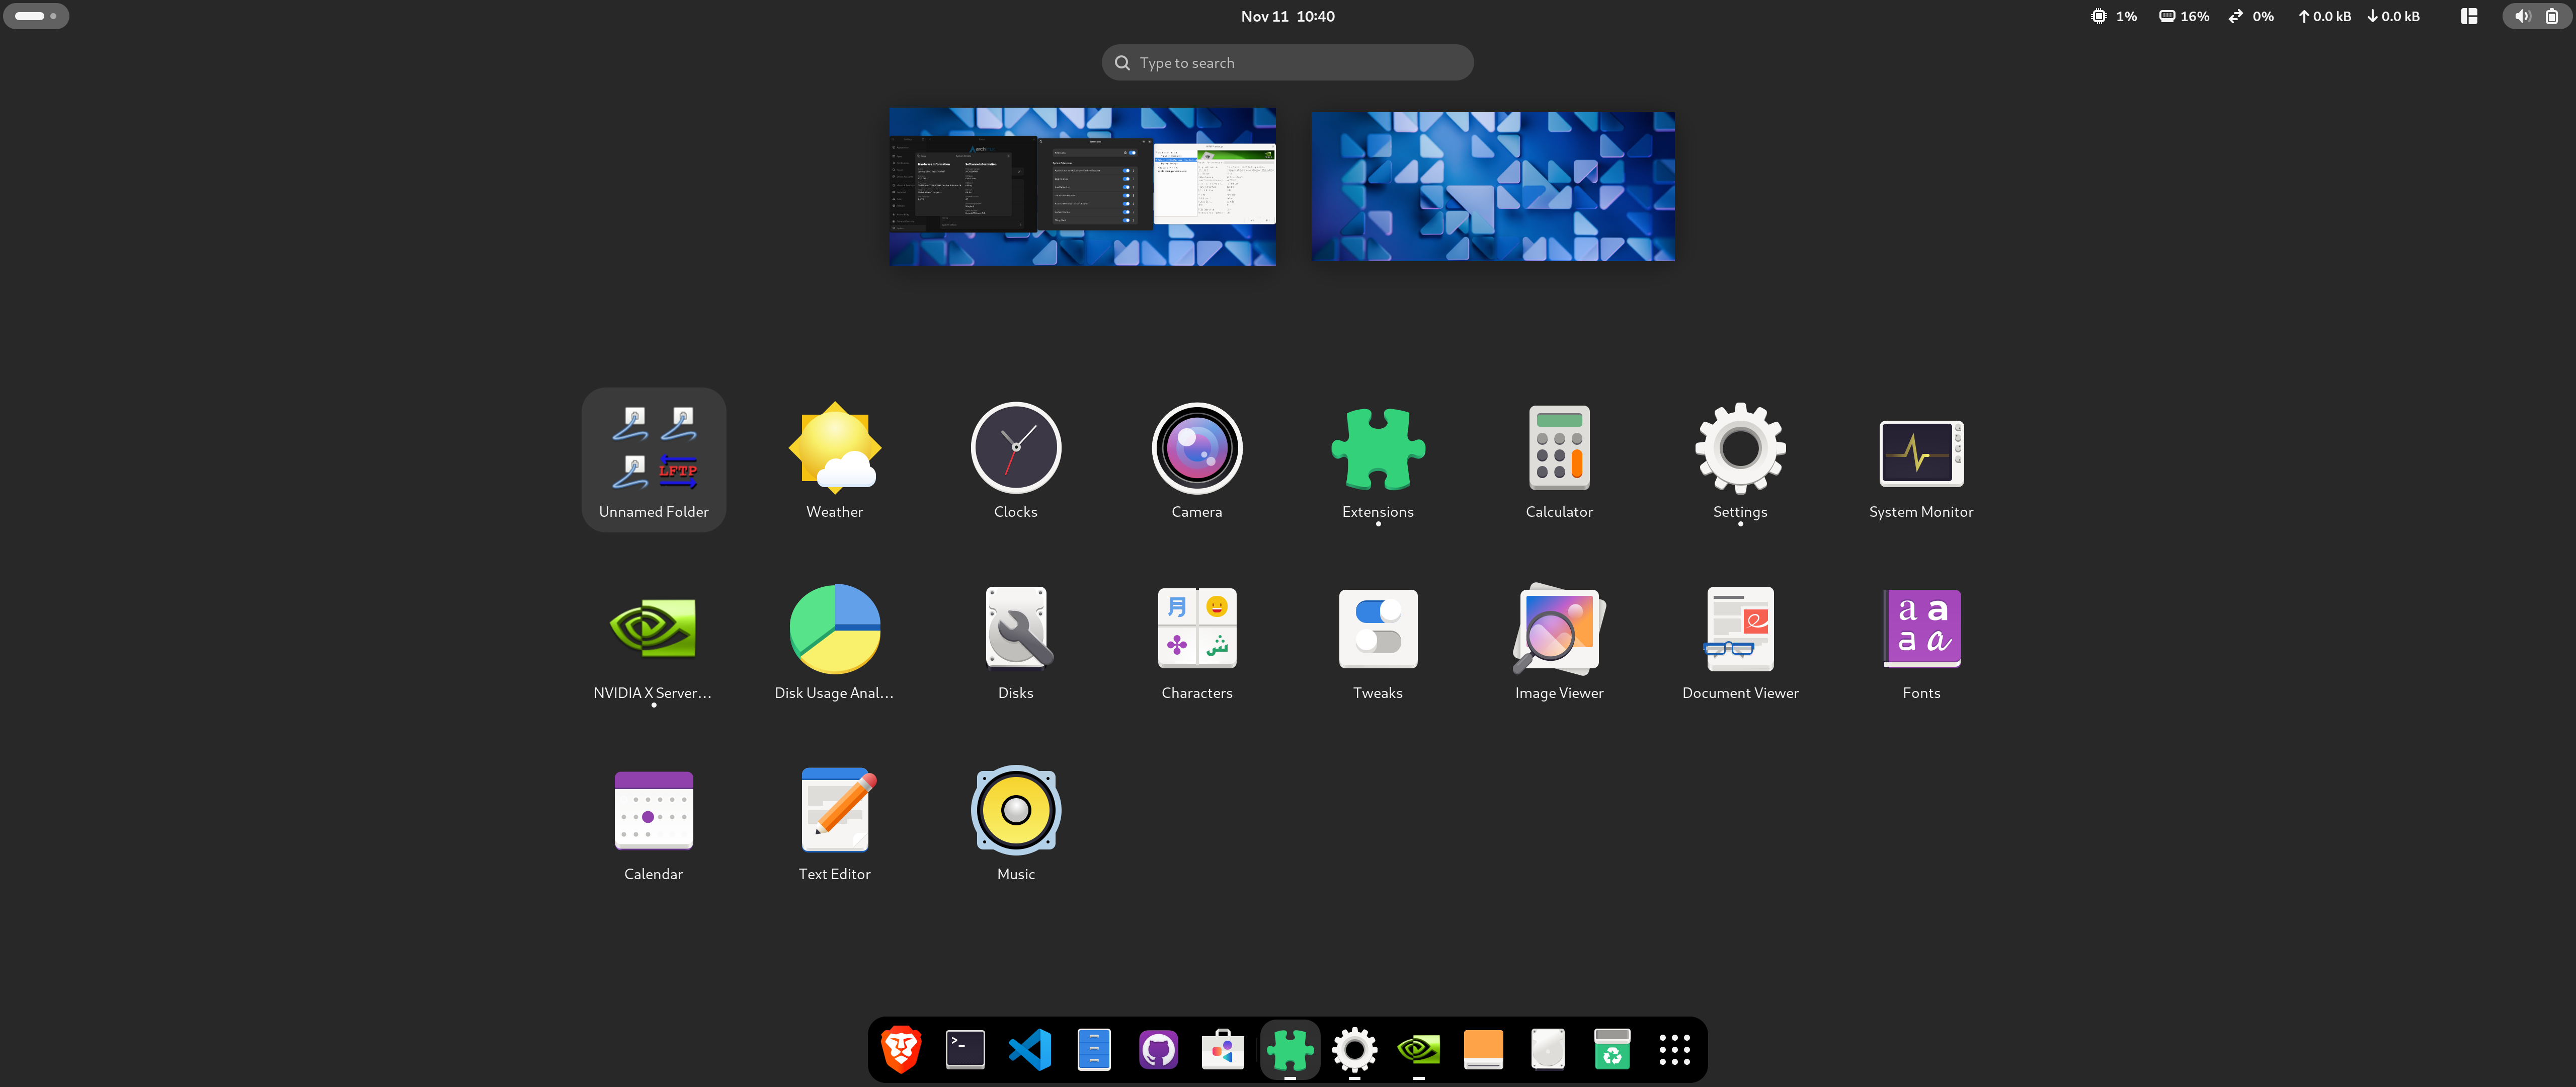 Nov 11 10:40
1%
16%
0%
0.0 kB
0.0 kB
Type to search
LFTP
Unnamed Folder
Weather
Clocks
Camera
Extensions
Calculator
Settings
System Monitor
月
ش
a a
a a
NVIDIA X Server...
Disk Usage Anal...
Disks
Characters
Tweaks
Image Viewer
Document Viewer
Fonts
Calendar
Text Editor
Music
>_